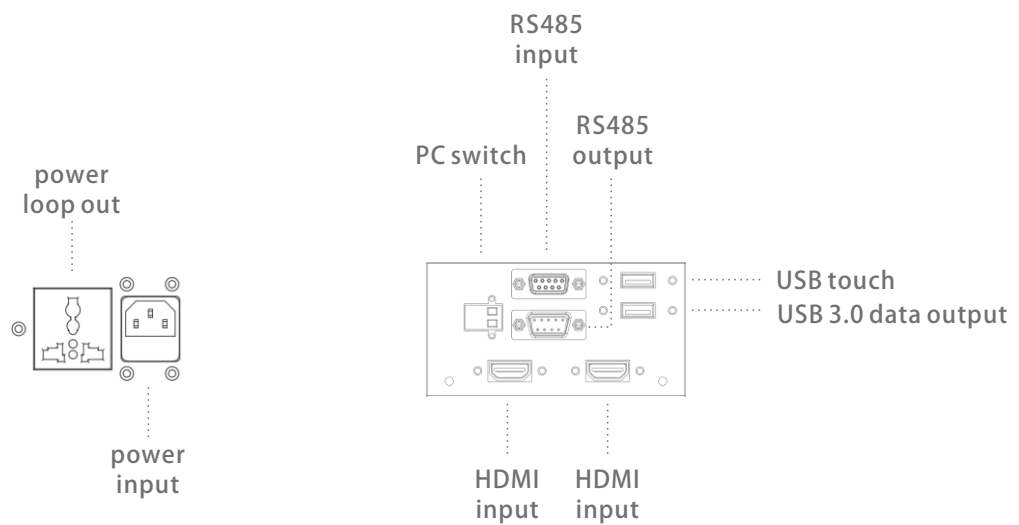 RS485
input
RS485
output
PC switch
power
loop out
USB touch
USB 3.0 data output
power
input
HDMI
input
HDMI
input